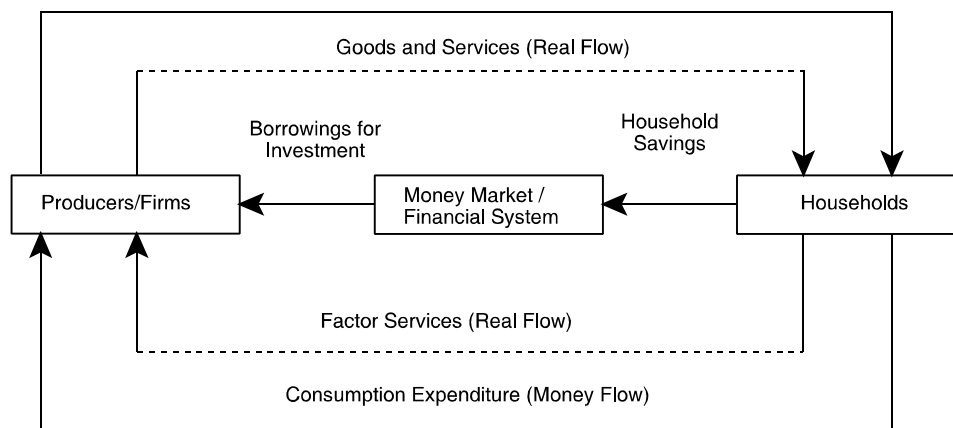 Goods and Services (Real Flow)
Borrowings for
Investment
Household
Savings
Producers/Firms
Money Market /
Financial System
Households
Factor Services (Real Flow)
Consumption Expenditure (Money Flow)